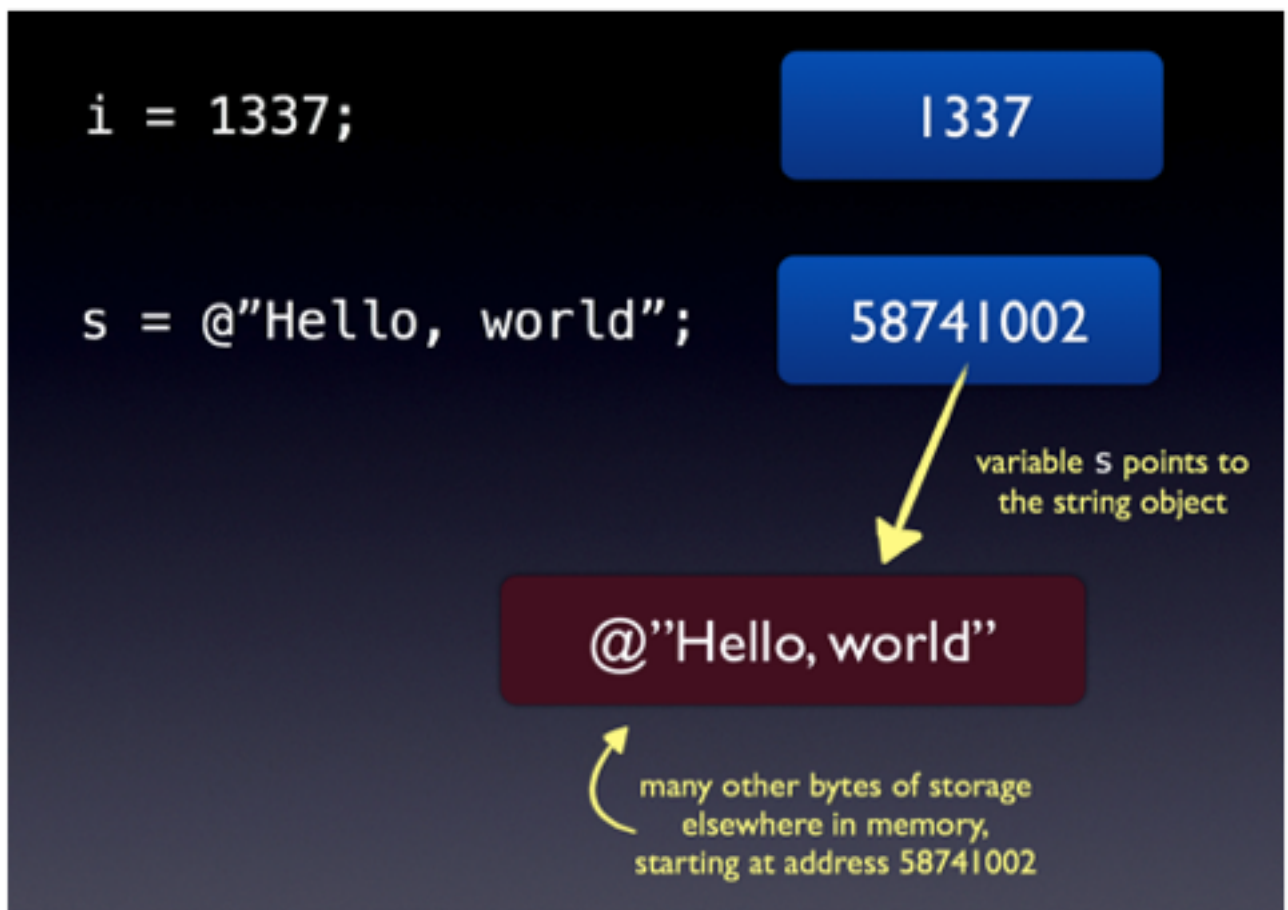 i = 1337;
1337
s = @”Hello, world”;
58741002
variable s points to
the string object
@”Hello, world”
many other bytes of storage
elsewhere in memory,
starting at address 58741002